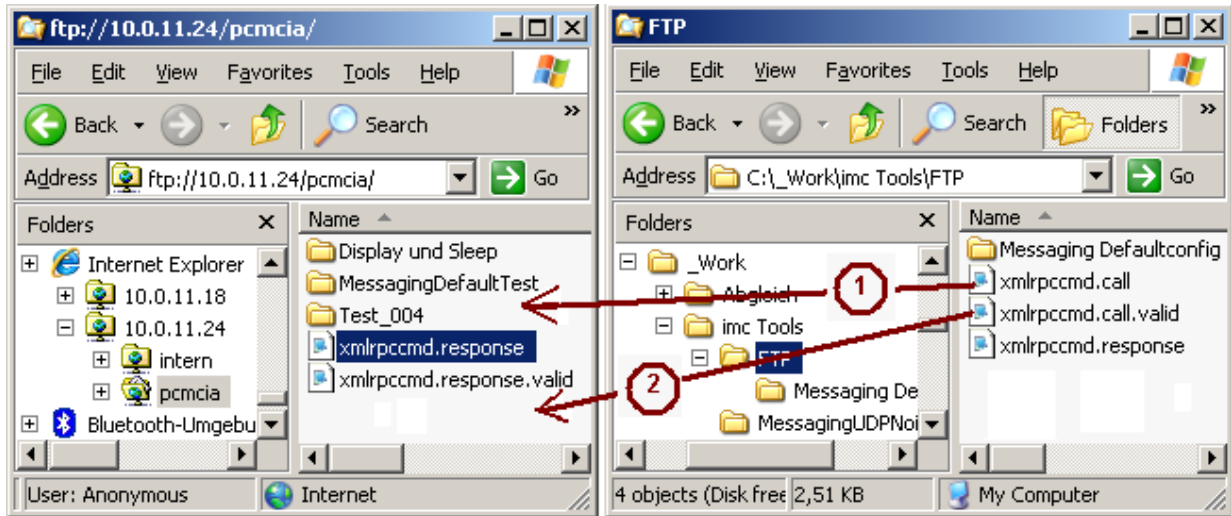 ftp://10.0.11.24/pcmcia/
File Edit View Favorites Tools Help
Back Search »
Address ftp://10.0.11.24/pcmcia/ Go
Folders X
Internet Explorer
10.0.11.18
10.0.11.24
intern
pcmcia
Bluetooth-Umgebu
Name
Display und Sleep
MessagingDefaultTest
Test_004
xmlrpccmd.response
xmlrpccmd.response.valid
User: Anonymous Internet
FTP
File Edit View Favorites Tools Help
Back Search Folders »
Address C:\_Work\imc Tools\FTP Go
Folders X
_Work
Abgleich
imc Tools
FTP
Messaging De
MessagingUDPNoi
Name
Messaging Defaultconfig
xmlrpccmd.call
xmlrpccmd.call.valid
xmlrpccmd.response
1
2
4 objects (Disk free 2,51 KB My Computer